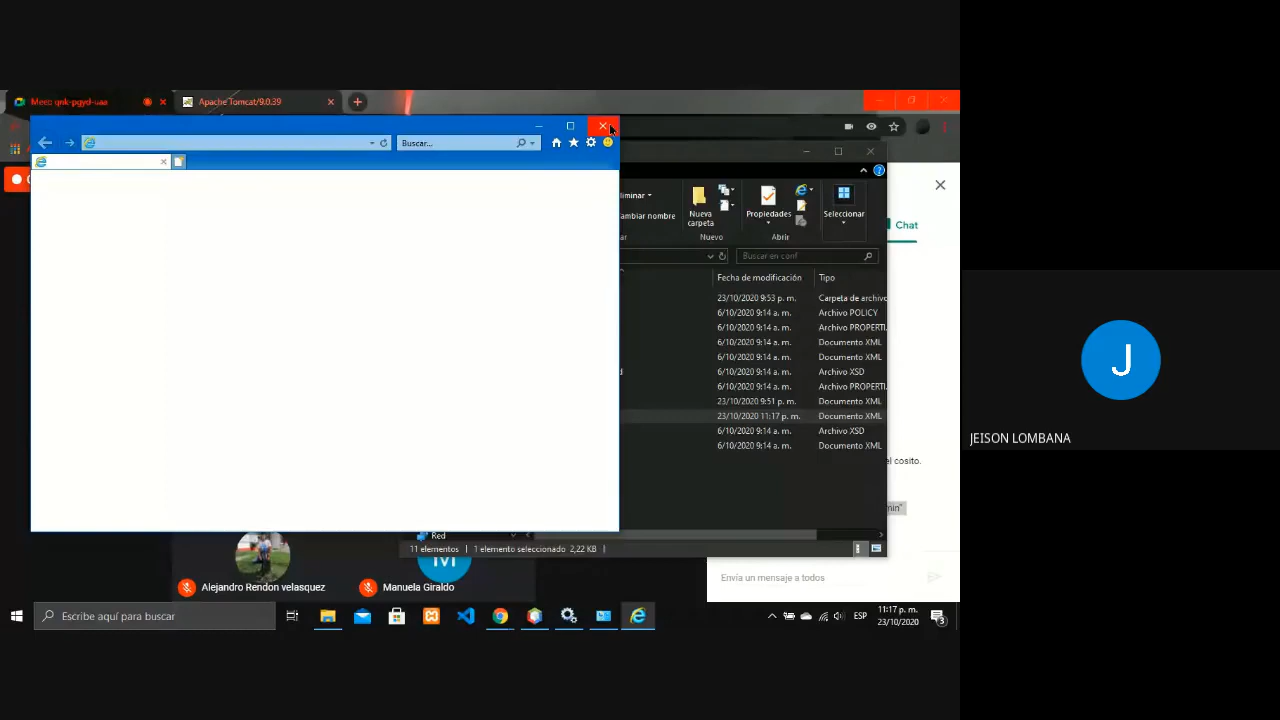 Meet: qnk-pgyd-uaa
Apache Tomcat/9.0.39
Buscar...
liminar
ambiar nombre
ar
Nueva
carpeta
Nuevo
Propiedades
Abrir
Seleccionar
Buscar en conf
Fecha de modificación Tipo
23/10/2020 9:53 p. m. Carpeta de archivo
6/10/2020 9:14 a. m. Archivo POLICY
6/10/2020 9:14 a. m. Archivo PROPERTI
6/10/2020 9:14 a. m. Documento XML
6/10/2020 9:14 a. m. Documento XML
6/10/2020 9:14 a. m. Archivo XSD
6/10/2020 9:14 a. m. Archivo PROPERTI
23/10/2020 9:51 p. m. Documento XML
23/10/2020 11:17 p. m. Documento XML
6/10/2020 9:14 a. m. Archivo XSD
6/10/2020 9:14 a. m. Documento XML
Red
11 elementos 1 elemento seleccionado 2,22 KB
Chat
el cosito.
min"
Envía un mensaje a todos
Alejandro Rendon velasquez
M
Manuela Giraldo
J
JEISON LOMBANA
Escribe aquí para buscar
ESP
11:17 p. m.
23/10/2020
3